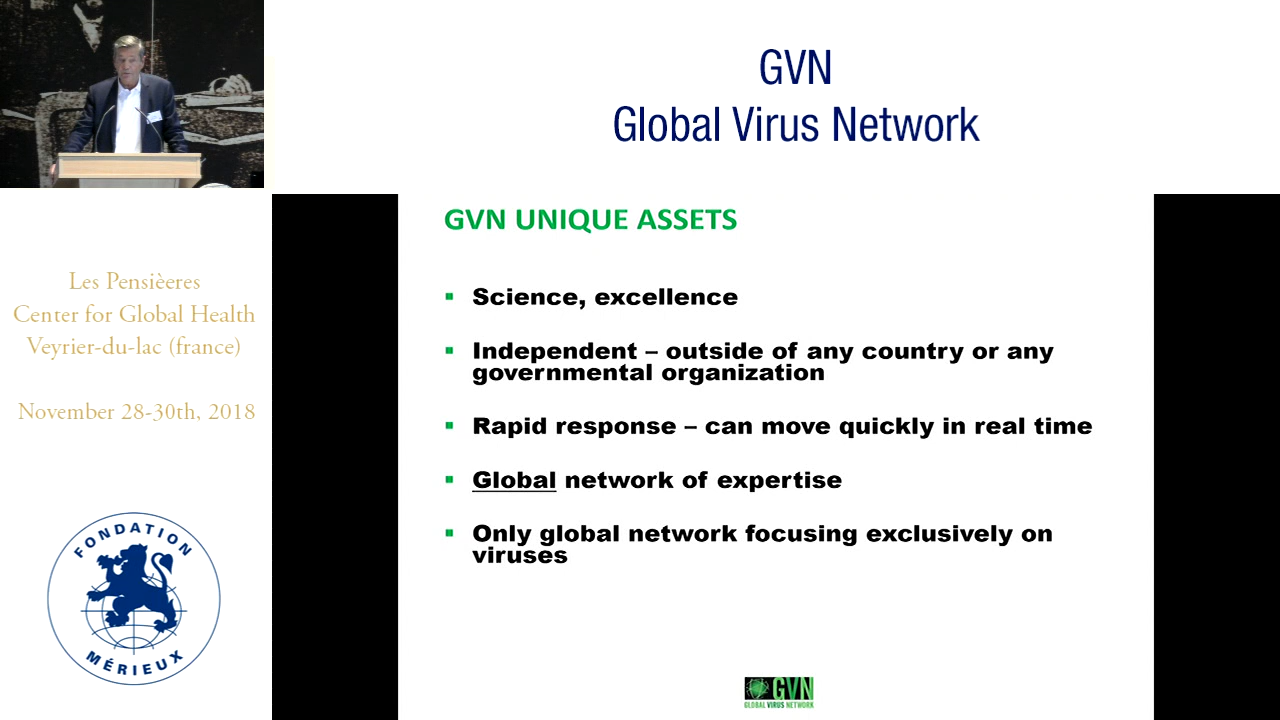 GVN
Global Virus Network
Les Pensièeres
Center for Global Health
Veyrier-du-lac (france)
November 28-30th, 2018
FONDATION
MÉRIEUX
GVN UNIQUE ASSETS
Science, excellence
Independent – outside of any country or any
governmental organization
Rapid response – can move quickly in real time
Global network of expertise
Only global network focusing exclusively on
viruses
GVN
GLOBAL VIRUS NETWORK